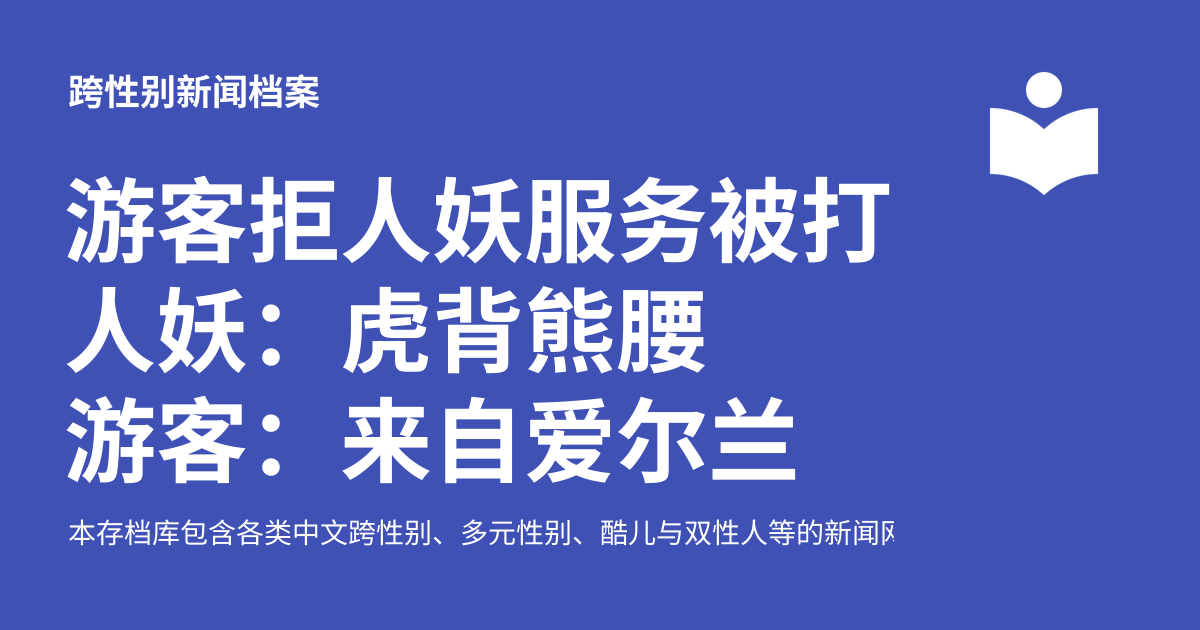 跨性别新闻档案
游客拒人妖服务被打
人妖：虎背熊腰
游客：来自爱尔兰
本存档库包含各类中文跨性别、多元性别、酷儿与双性人等的新闻